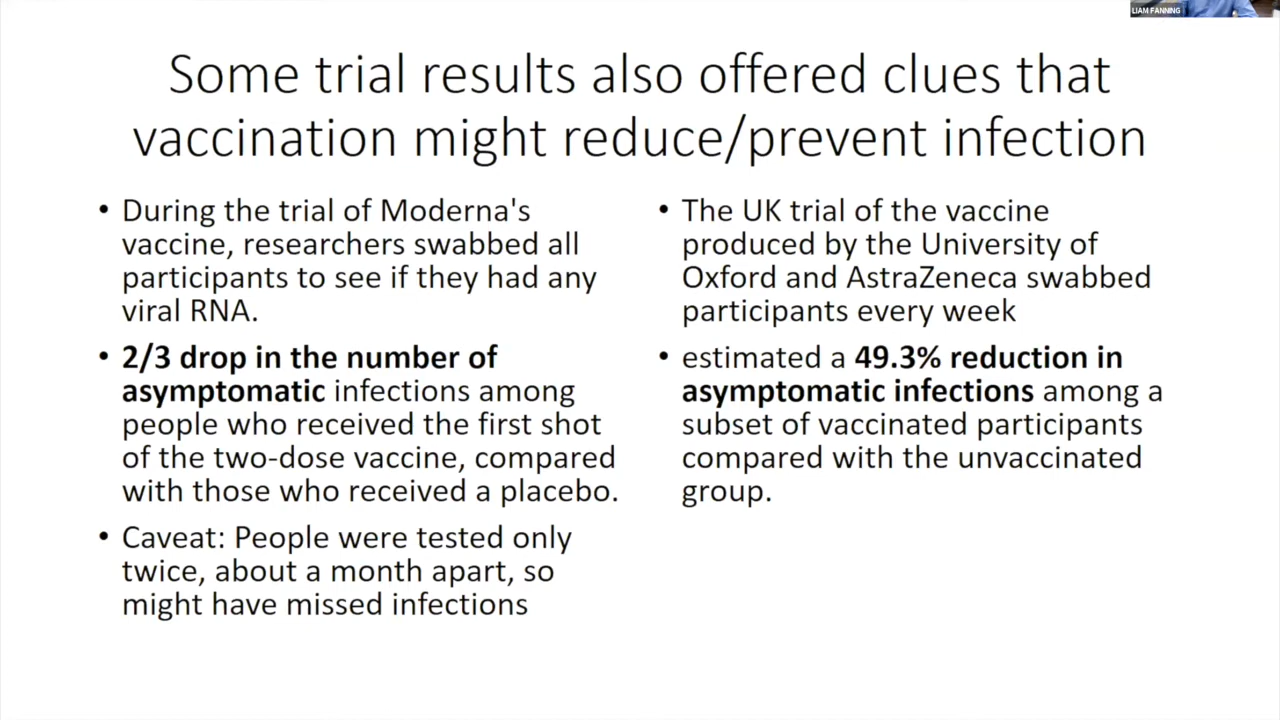 LIAM FANNING
Some trial results also offered clues that
vaccination might reduce/prevent infection
• During the trial of Moderna's
vaccine, researchers swabbed all
participants to see if they had any
viral RNA.
• 2/3 drop in the number of
asymptomatic infections among
people who received the first shot
of the two-dose vaccine, compared
with those who received a placebo.
• Caveat: People were tested only
twice, about a month apart, so
might have missed infections
• The UK trial of the vaccine
produced by the University of
Oxford and AstraZeneca swabbed
participants every week
• estimated a 49.3% reduction in
asymptomatic infections among a
subset of vaccinated participants
compared with the unvaccinated
group.